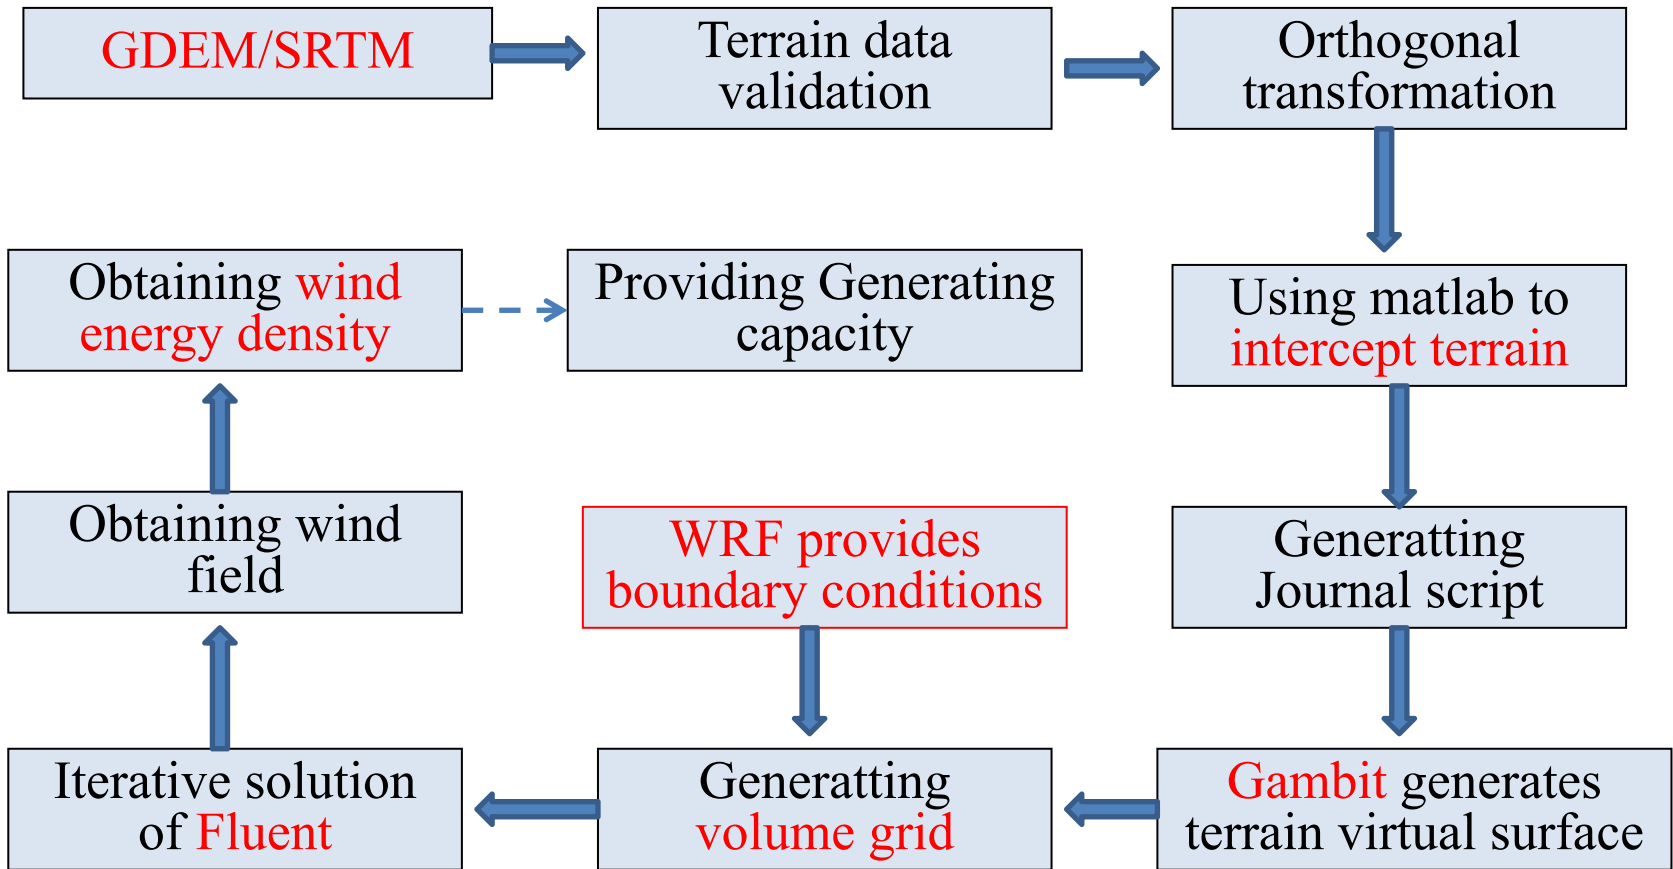 GDEM/SRTM
Terrain data
validation
Orthogonal
transformation
Obtaining wind
energy density
Providing Generating
capacity
Using matlab to
intercept terrain
Obtaining wind
field
WRF provides
boundary conditions
Generatting
Journal script
Iterative solution
of Fluent
Generatting
volume grid
Gambit generates
terrain virtual surface